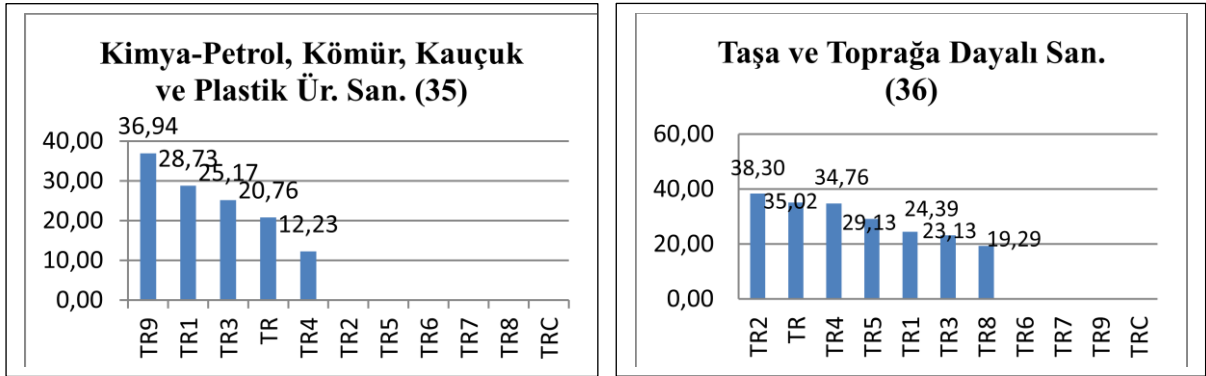 Kimya-Petrol, Kömür, Kauçuk
ve Plastik Ür. San. (35)
36,94
28,73
25,17
20,76
12,23
40,00
30,00
20,00
10,00
0,00
TR9
TR1
TR3
TR
TR4
TR2
TR5
TR6
TR7
TR8
TRC
Taşa ve Toprağa Dayalı San.
(36)
38,30
35,02
34,76
29,13
24,39
23,13
19,29
60,00
40,00
20,00
0,00
TR2
TR
TR4
TR5
TR1
TR3
TR8
TR6
TR7
TR9
TRC